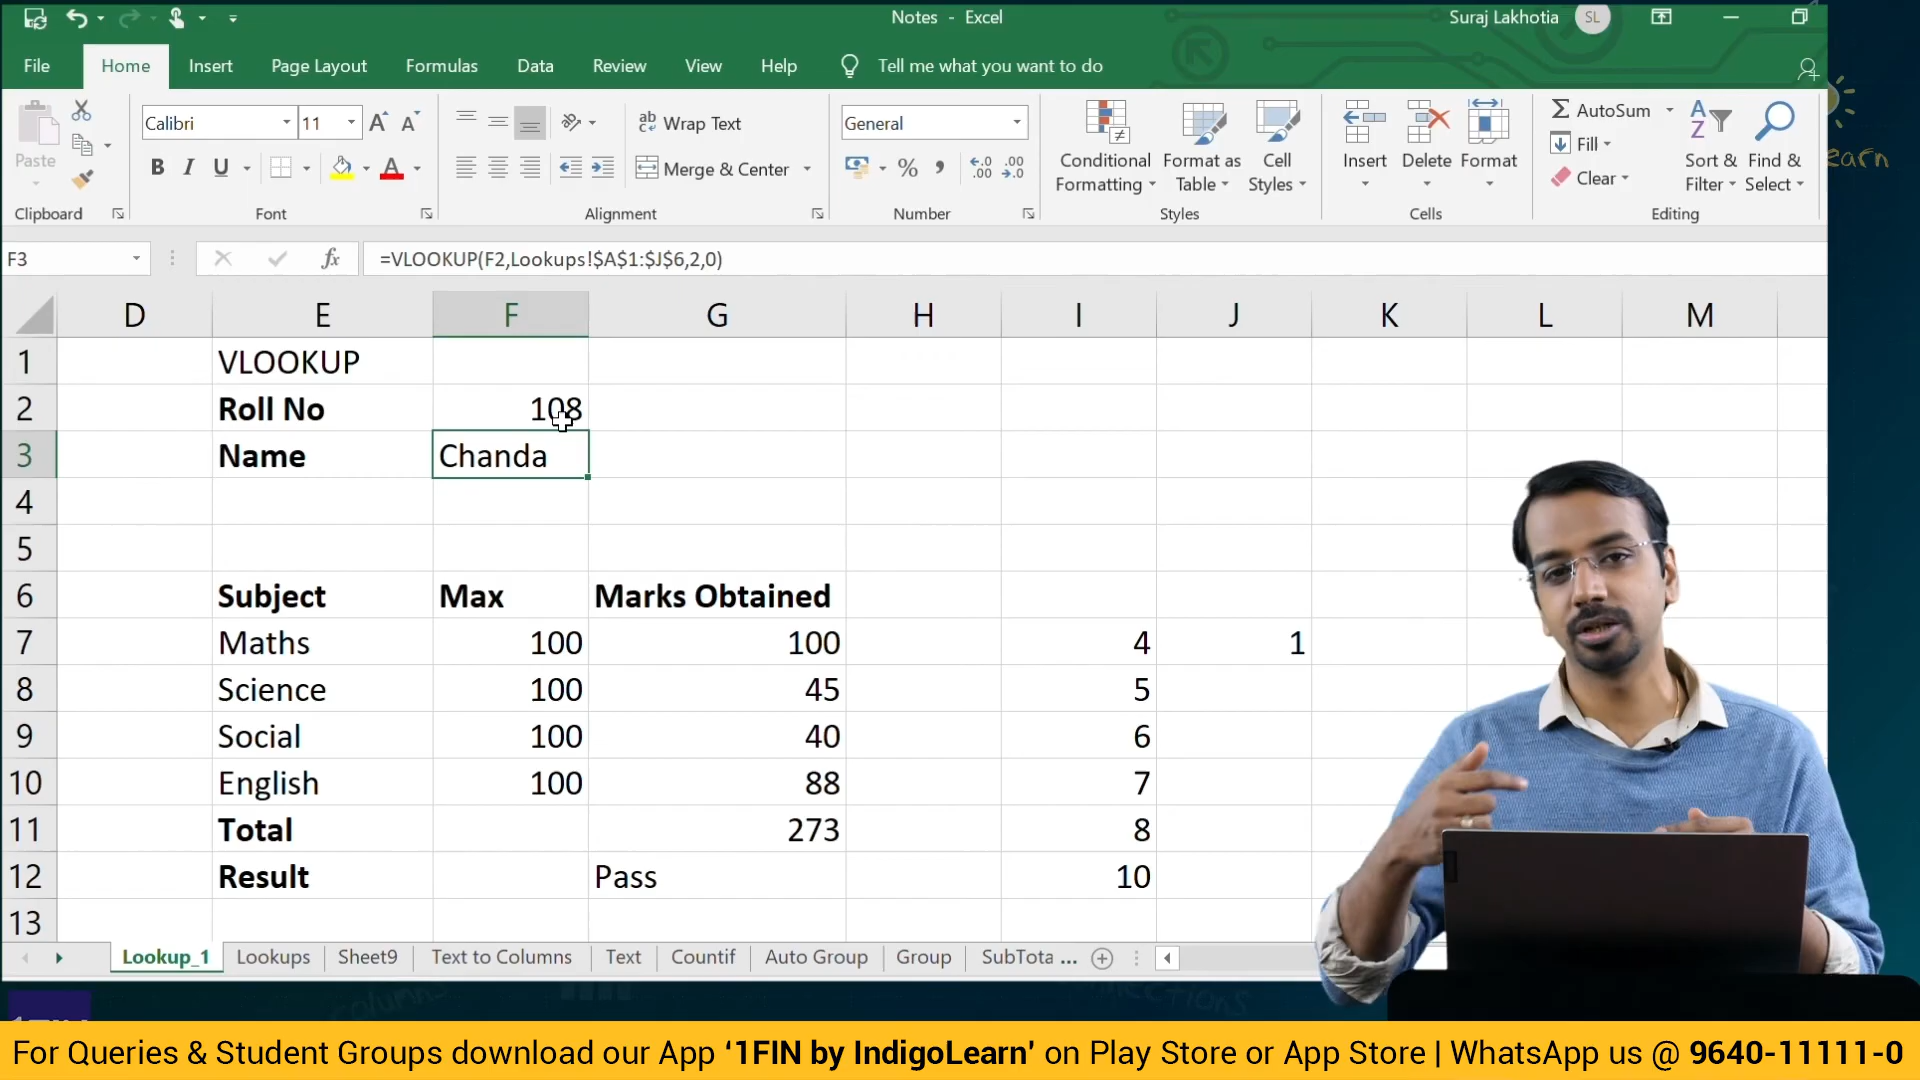 Notes - Excel
Suraj Lakhotia SL
File Home Insert Page Layout Formulas Data Review View Help Tell me what you want to do
Paste
Clipboard
Calibri 11 A A
B I U A
Font
ab Wrap Text
Merge & Center
Alignment
General
% , .0 .00 .00 .0
Number
Conditional Formatting
Format as Table
Cell Styles
Styles
Insert Delete Format
Cells
Σ AutoSum
Fill
Clear
Sort & Filter
Find & Select
Editing
earn
F3 fx =VLOOKUP(F2,Lookups!$A$1:$J$6,2,0)
D E F G H I J K L M
1 VLOOKUP
2 Roll No 108
3 Name Chanda
4
5
6 Subject Max Marks Obtained
7 Maths 100 100 4 1
8 Science 100 45 5
9 Social 100 40 6
10 English 100 88 7
11 Total 273 8
12 Result Pass 10
13
Lookup_1 Lookups Sheet9 Text to Columns Text Countif Auto Group Group SubTota ...
For Queries & Student Groups download our App ‘1FIN by IndigoLearn' on Play Store or App Store | WhatsApp us @ 9640-11111-0